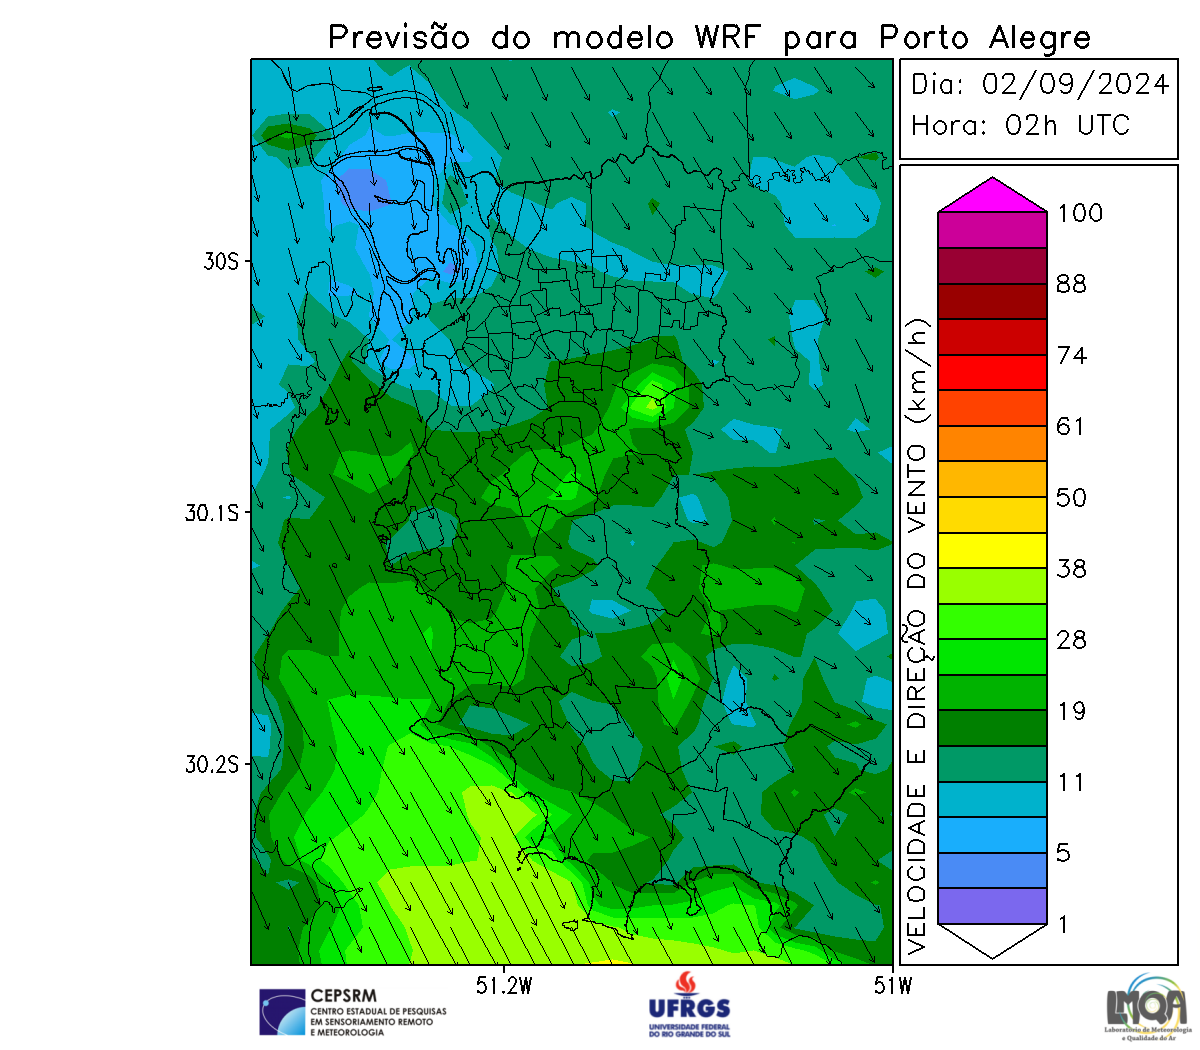 Previsão do modelo WRF para Porto Alegre
Dia: 02/09/2024
Hora: 02h UTC
100
88
74
61
50
38
28
19
11
5
1
VELOCIDADE E DIREÇÃO DO VENTO (km/h)
30S
30.1S
30.2S
51.2W
51W
CEPSRM
CENTRO ESTADUAL DE PESQUISAS
EM SENSORIAMENTO REMOTO
E METEOROLOGIA
UFRGS
UNIVERSIDADE FEDERAL
DO RIO GRANDE DO SUL
LMQA
Laboratório de Meteorologia
e Qualidade do Ar